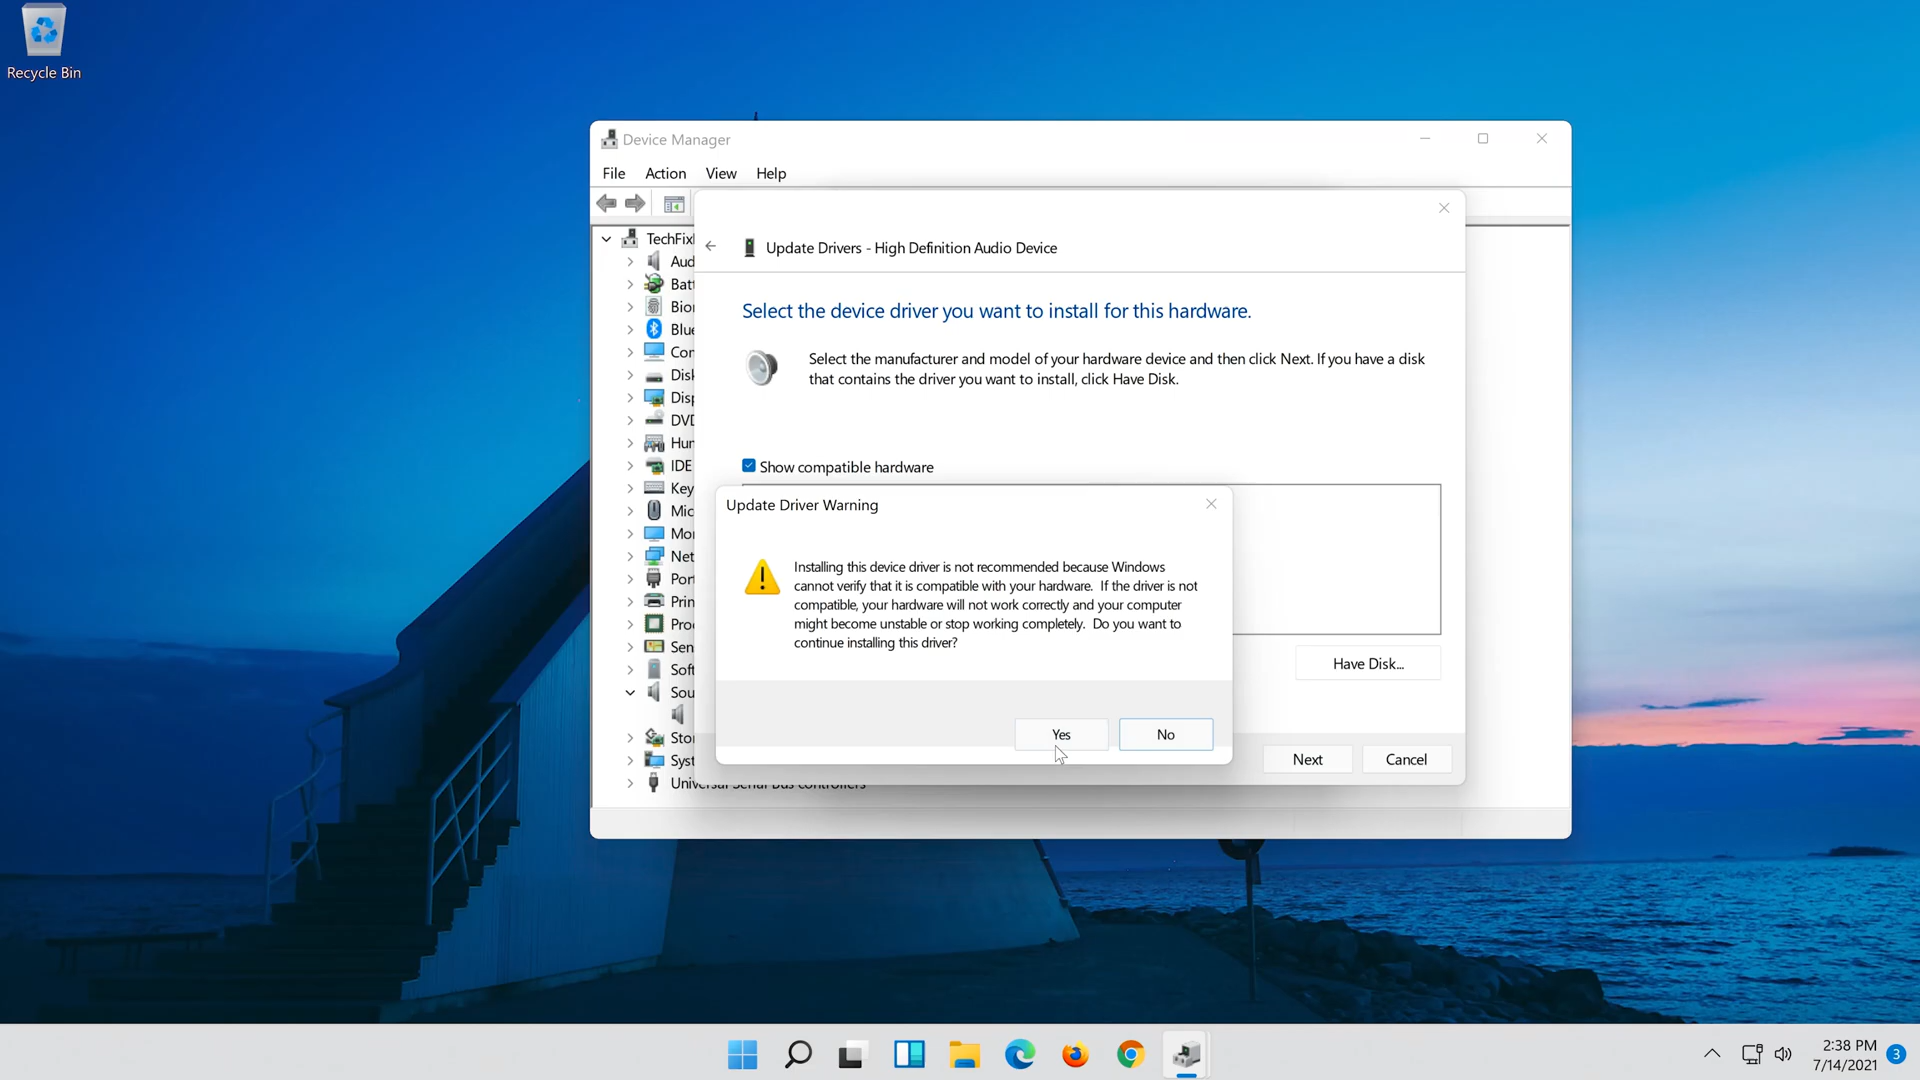 Recycle Bin
Device Manager
File Action View Help
TechFixI
Aud
Batt
Bior
Blue
Con
Disk
Disp
DVD
Hun
IDE
Key
Mic
Mor
Net
Port
Prin
Proc
Sen
Soft
Sou
Stor
Syst
Universal Serial Bus controllers
Update Drivers - High Definition Audio Device
Select the device driver you want to install for this hardware.
Select the manufacturer and model of your hardware device and then click Next. If you have a disk
that contains the driver you want to install, click Have Disk.
Show compatible hardware
Update Driver Warning
Installing this device driver is not recommended because Windows
cannot verify that it is compatible with your hardware. If the driver is not
compatible, your hardware will not work correctly and your computer
might become unstable or stop working completely. Do you want to
continue installing this driver?
Yes No
Have Disk...
Next Cancel
2:38 PM
7/14/2021
3